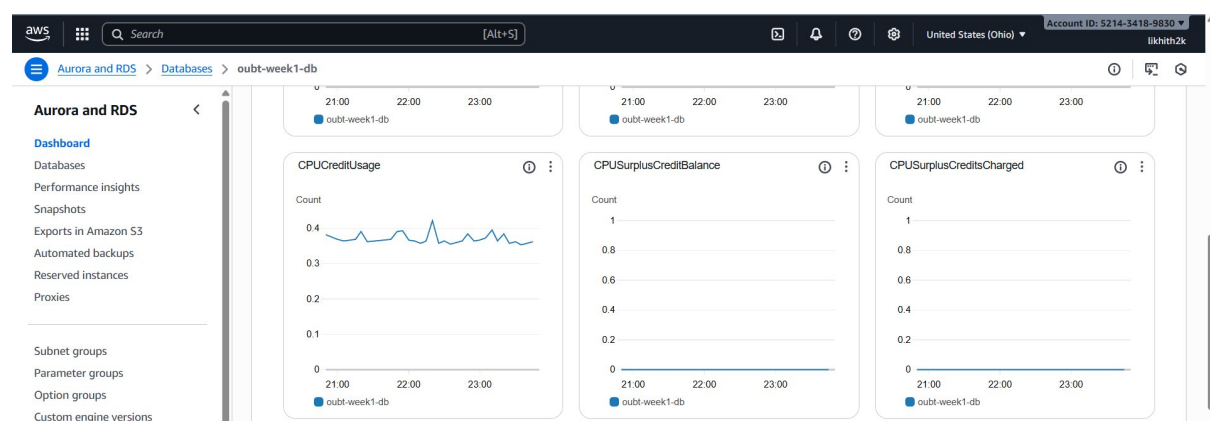 aws
Search [Alt+S]
United States (Ohio) ▼
Account ID: 5214-3418-9830 ▼
likhith2k
Aurora and RDS > Databases > oubt-week1-db
Aurora and RDS
Dashboard
Databases
Performance insights
Snapshots
Exports in Amazon S3
Automated backups
Reserved instances
Proxies
Subnet groups
Parameter groups
Option groups
Custom engine versions
0
21:00 22:00 23:00
oubt-week1-db
0
21:00 22:00 23:00
oubt-week1-db
0
21:00 22:00 23:00
oubt-week1-db
CPUCreditUsage
Count
0.4
0.3
0.2
0.1
0
21:00 22:00 23:00
oubt-week1-db
CPUSurplusCreditBalance
Count
1
0.8
0.6
0.4
0.2
0
21:00 22:00 23:00
oubt-week1-db
CPUSurplusCreditsCharged
Count
1
0.8
0.6
0.4
0.2
0
21:00 22:00 23:00
oubt-week1-db